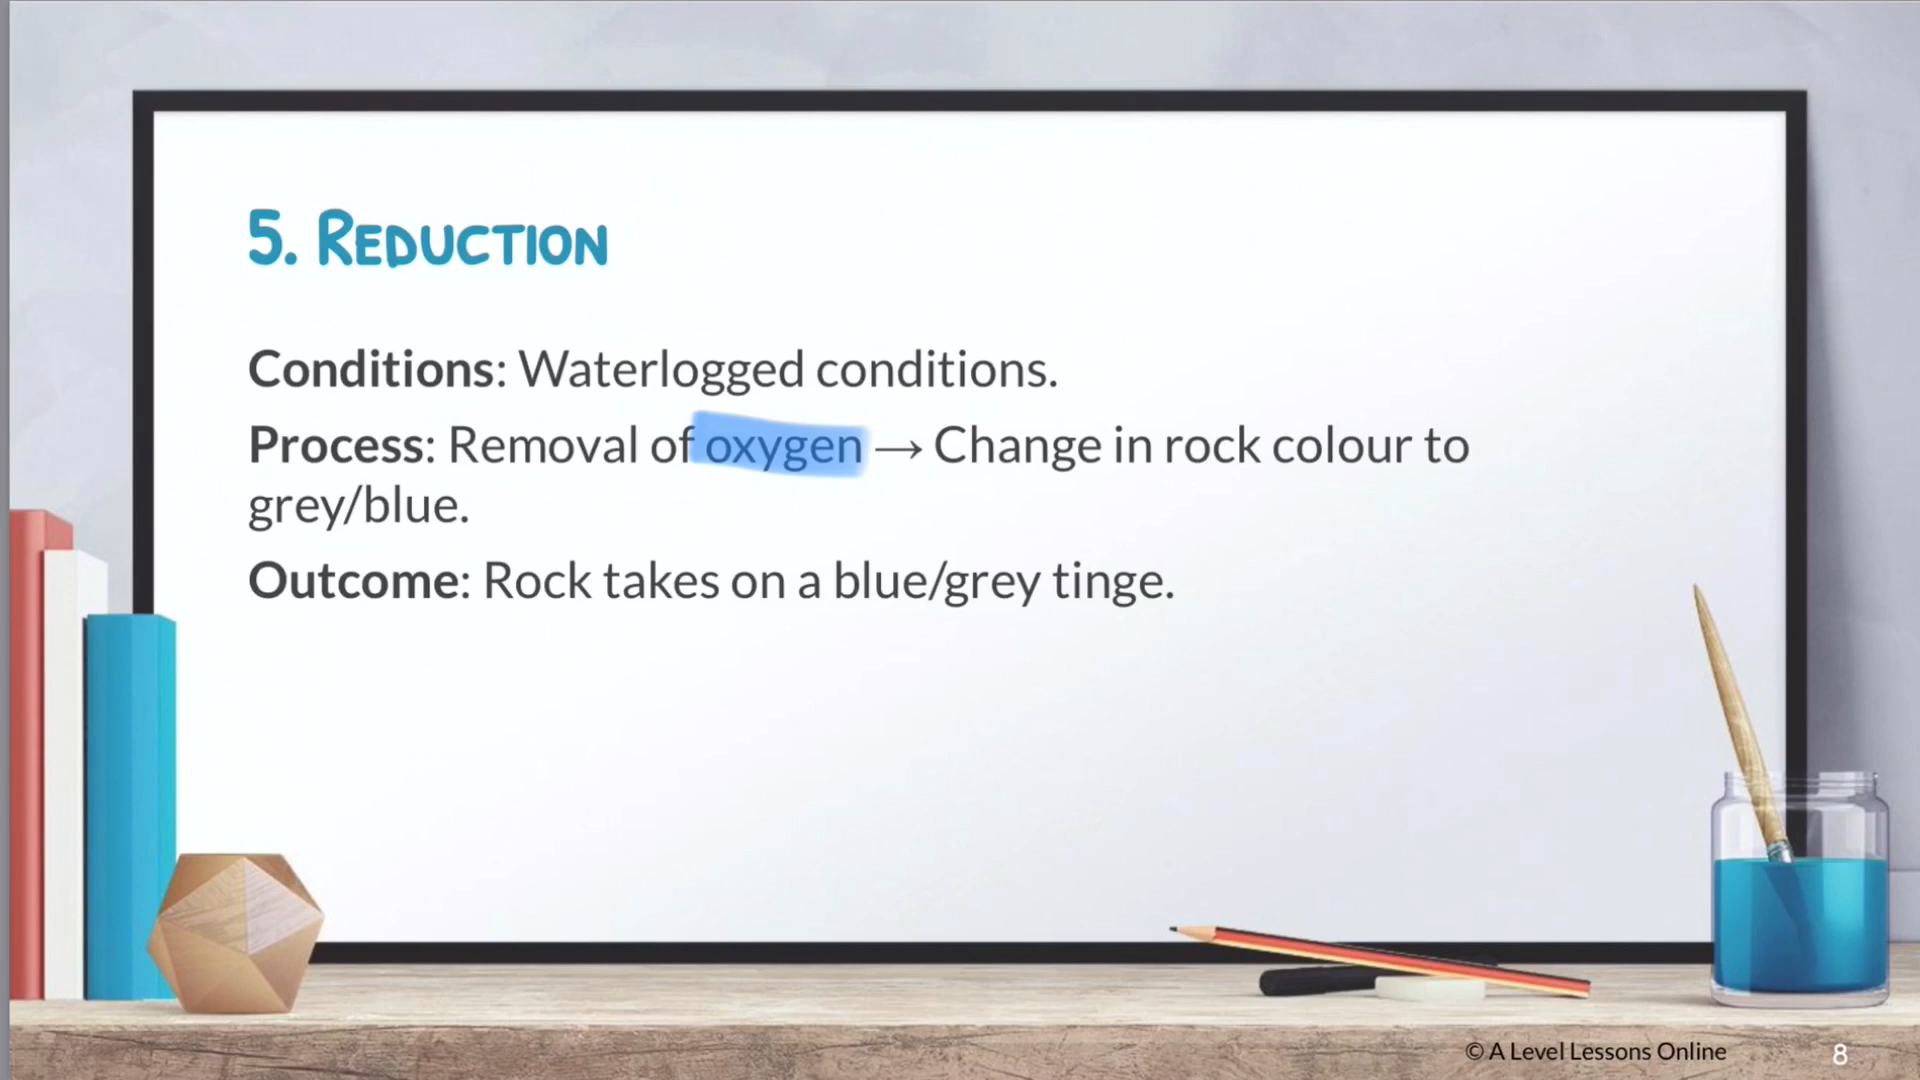 5. REDUCTION
Conditions: Waterlogged conditions.
Process: Removal of oxygen → Change in rock colour to
grey/blue.
Outcome: Rock takes on a blue/grey tinge.
© A Level Lessons Online
8